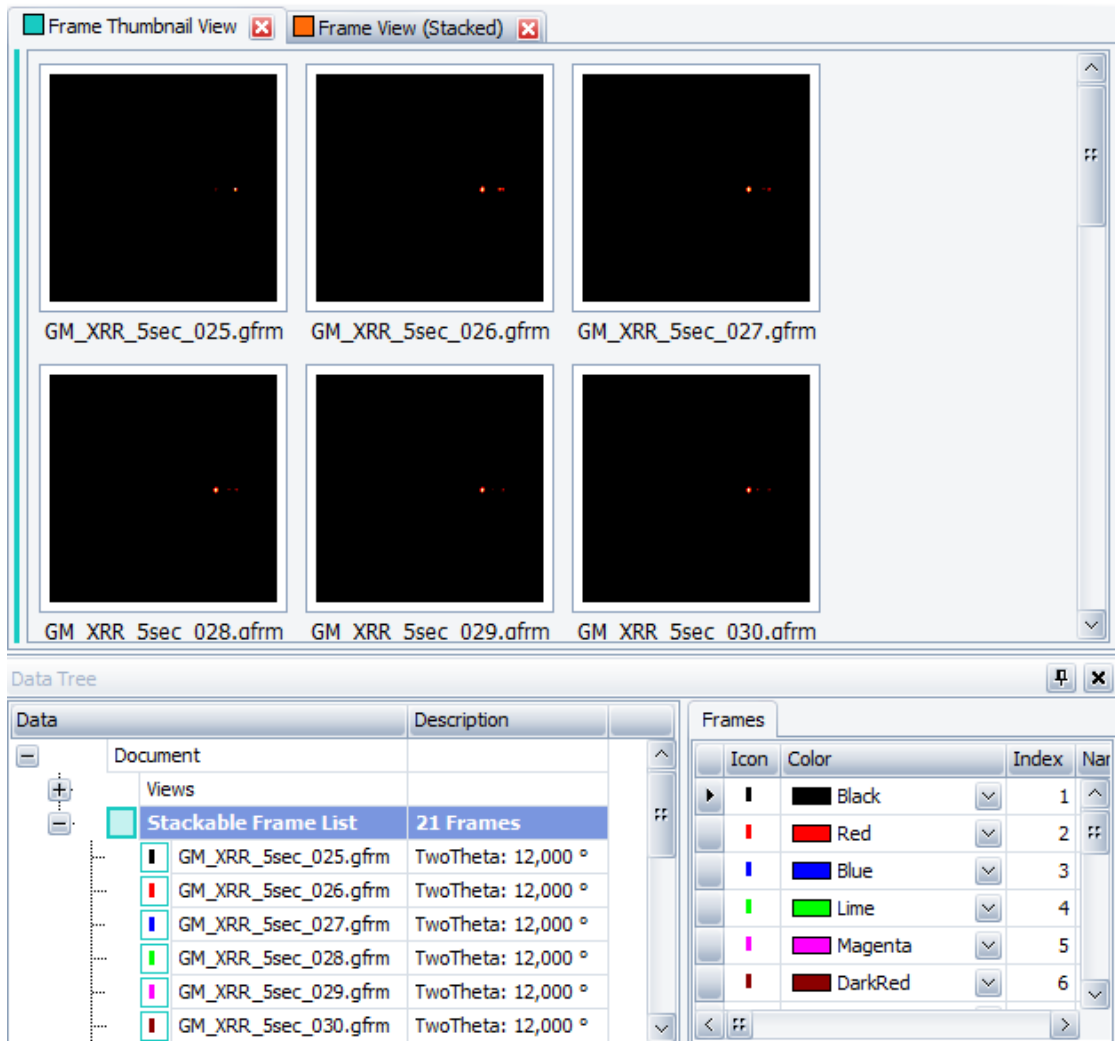 Frame Thumbnail View Frame View (Stacked)
GM_XRR_5sec_025.gfrm GM_XRR_5sec_026.gfrm GM_XRR_5sec_027.gfrm
GM_XRR_5sec_028.gfrm GM_XRR_5sec_029.gfrm GM_XRR_5sec_030.gfrm
Data Tree
Data Description
Document
Views
Stackable Frame List 21 Frames
GM_XRR_5sec_025.gfrm TwoTheta: 12,000 °
GM_XRR_5sec_026.gfrm TwoTheta: 12,000 °
GM_XRR_5sec_027.gfrm TwoTheta: 12,000 °
GM_XRR_5sec_028.gfrm TwoTheta: 12,000 °
GM_XRR_5sec_029.gfrm TwoTheta: 12,000 °
GM_XRR_5sec_030.gfrm TwoTheta: 12,000 °
Frames
Icon Color Index Nar
Black 1
Red 2
Blue 3
Lime 4
Magenta 5
DarkRed 6